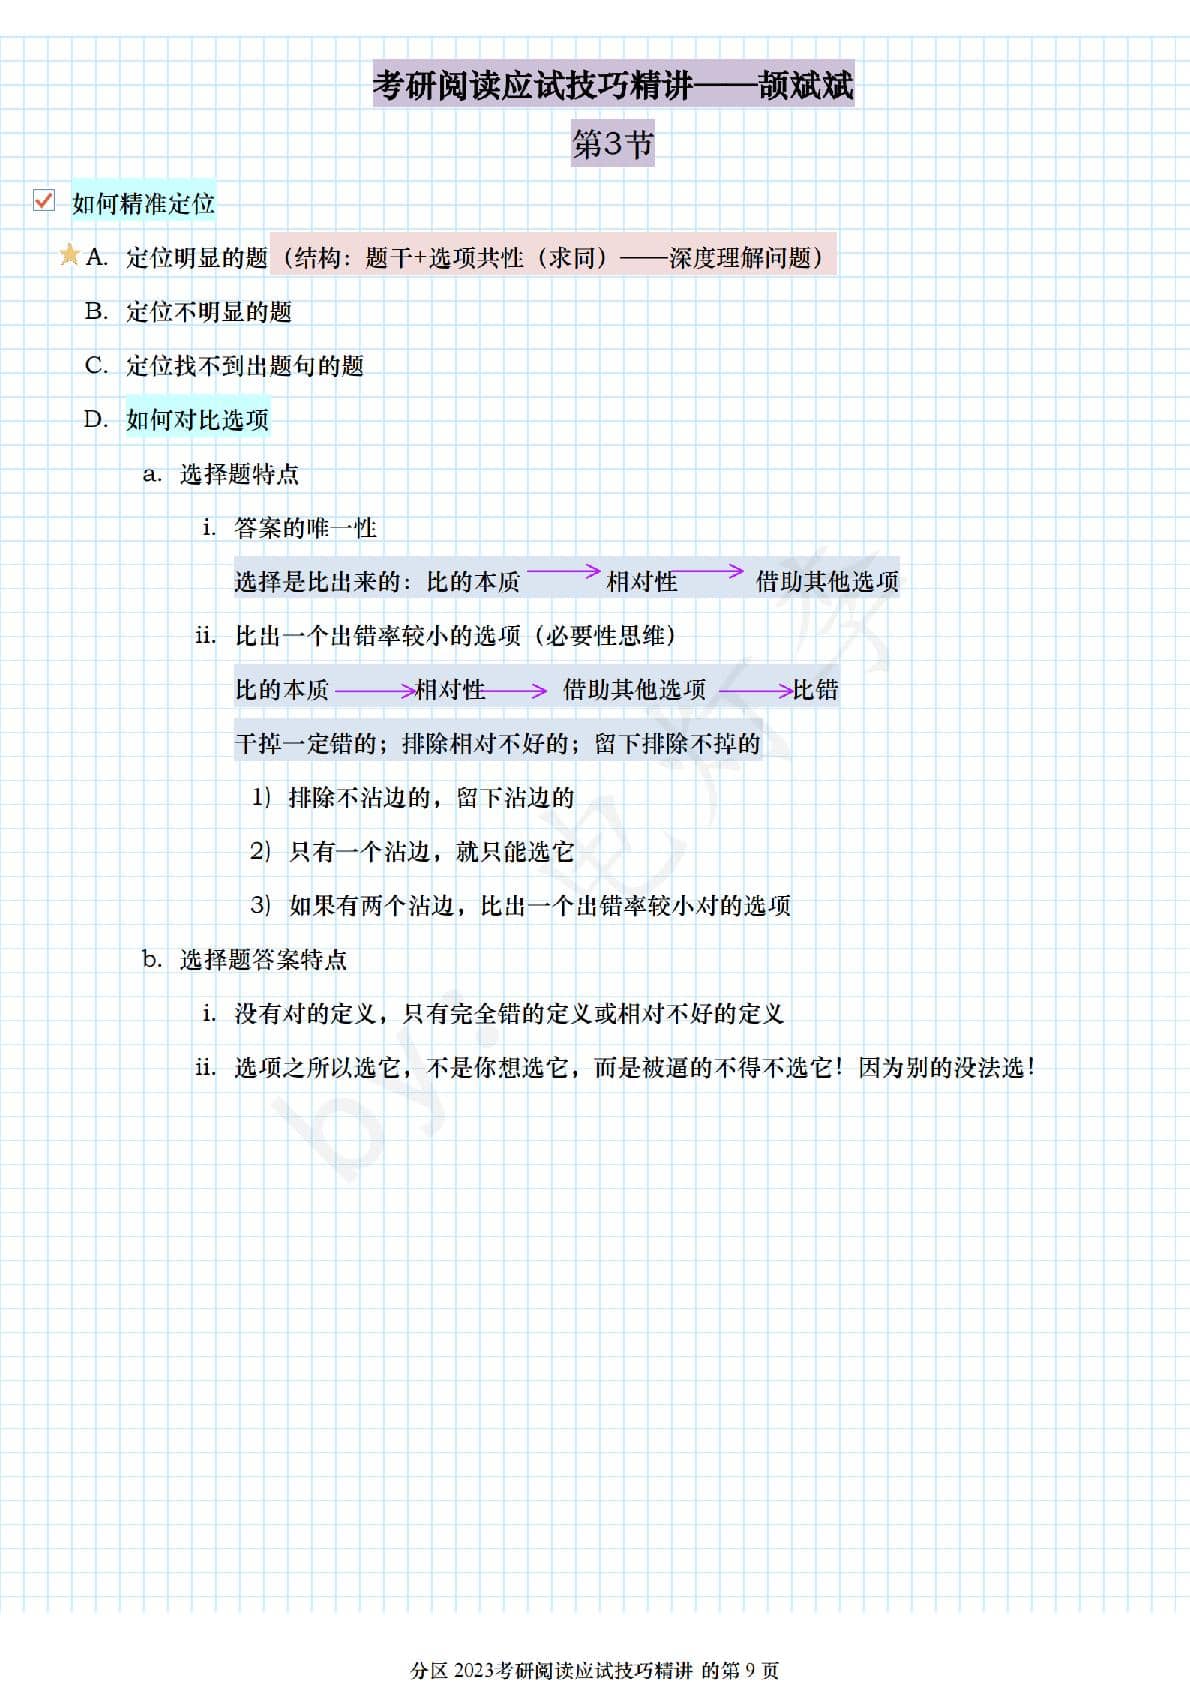 考研阅读应试技巧精讲——颉斌斌
第3节
如何精准定位
A. 定位明显的题（结构：题干+选项共性（求同）——深度理解问题）
B. 定位不明显的题
C. 定位找不到出题句的题
D. 如何对比选项
a. 选择题特点
i. 答案的唯一性
选择是比出来的：比的本质 → 相对性 → 借助其他选项
ii. 比出一个出错率较小的选项（必要性思维）
比的本质 → 相对性 → 借助其他选项 → 比错
干掉一定错的；排除相对不好的；留下排除不掉的
1) 排除不沾边的，留下沾边的
2) 只有一个沾边，就只能选它
3) 如果有两个沾边，比出一个出错率较小对的选项
b. 选择题答案特点
i. 没有对的定义，只有完全错的定义或相对不好的定义
ii. 选项之所以选它，不是你想选它，而是被逼的不得不选它！因为别的没法选！
by：电灯李
分区 2023考研阅读应试技巧精讲 的第 9 页